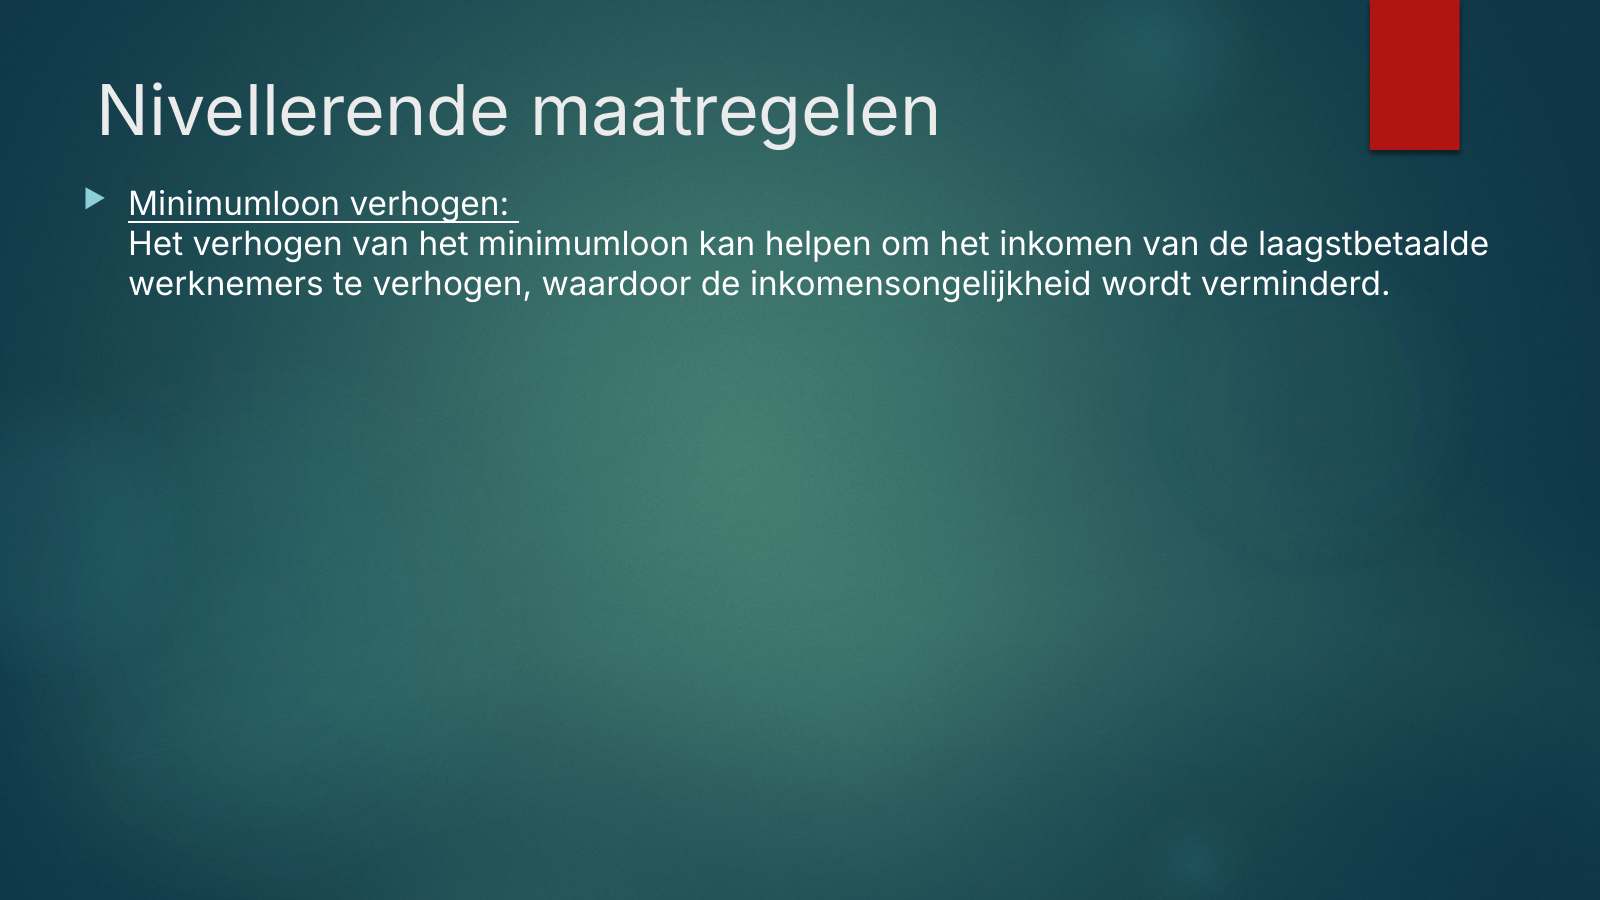 Nivellerende maatregelen
Minimumloon verhogen:
Het verhogen van het minimumloon kan helpen om het inkomen van de laagstbetaalde
werknemers te verhogen, waardoor de inkomensongelijkheid wordt verminderd.